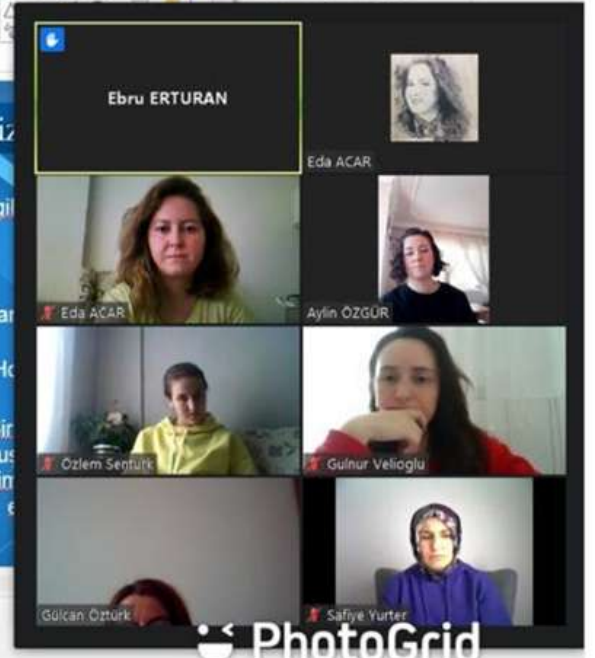 Ebru ERTURAN
Eda ACAR
Eda ACAR
Aylin ÖZGÜR
Özlem Şentürk
Gulnur Velioglu
Gülcan Öztürk
Safiye Yurter
PhotoGrid